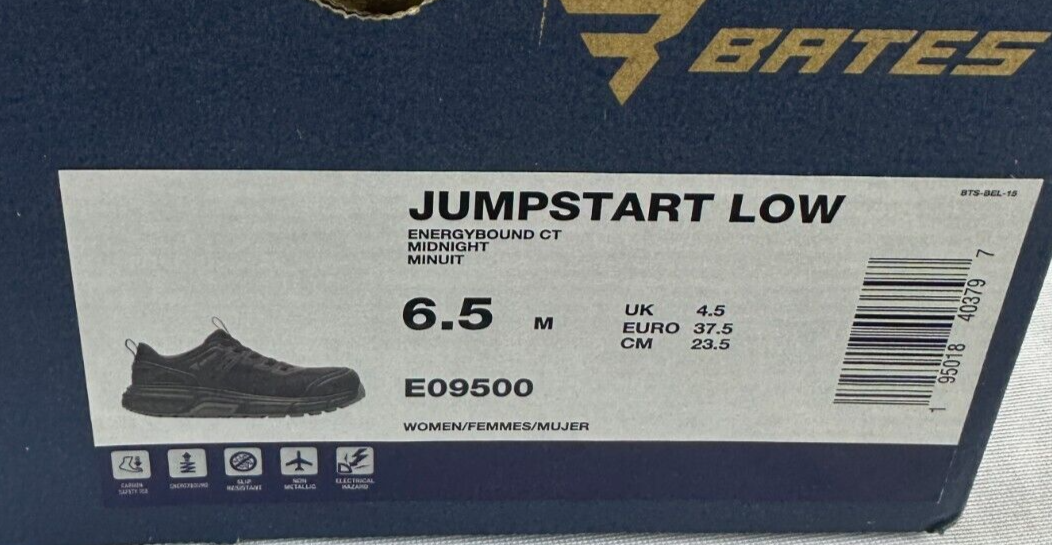 BATES
BTS-BEL-15
JUMPSTART LOW
ENERGYBOUND CT
MIDNIGHT
MINUIT
6.5 M
UK 4.5
EURO 37.5
CM 23.5
E09500
WOMEN/FEMMES/MUJER
1 95018 40379 7
CARBON SAFETY TOE
ENERGYBOUND
SLIP RESISTANT
NON METALLIC
ELECTRICAL HAZARD